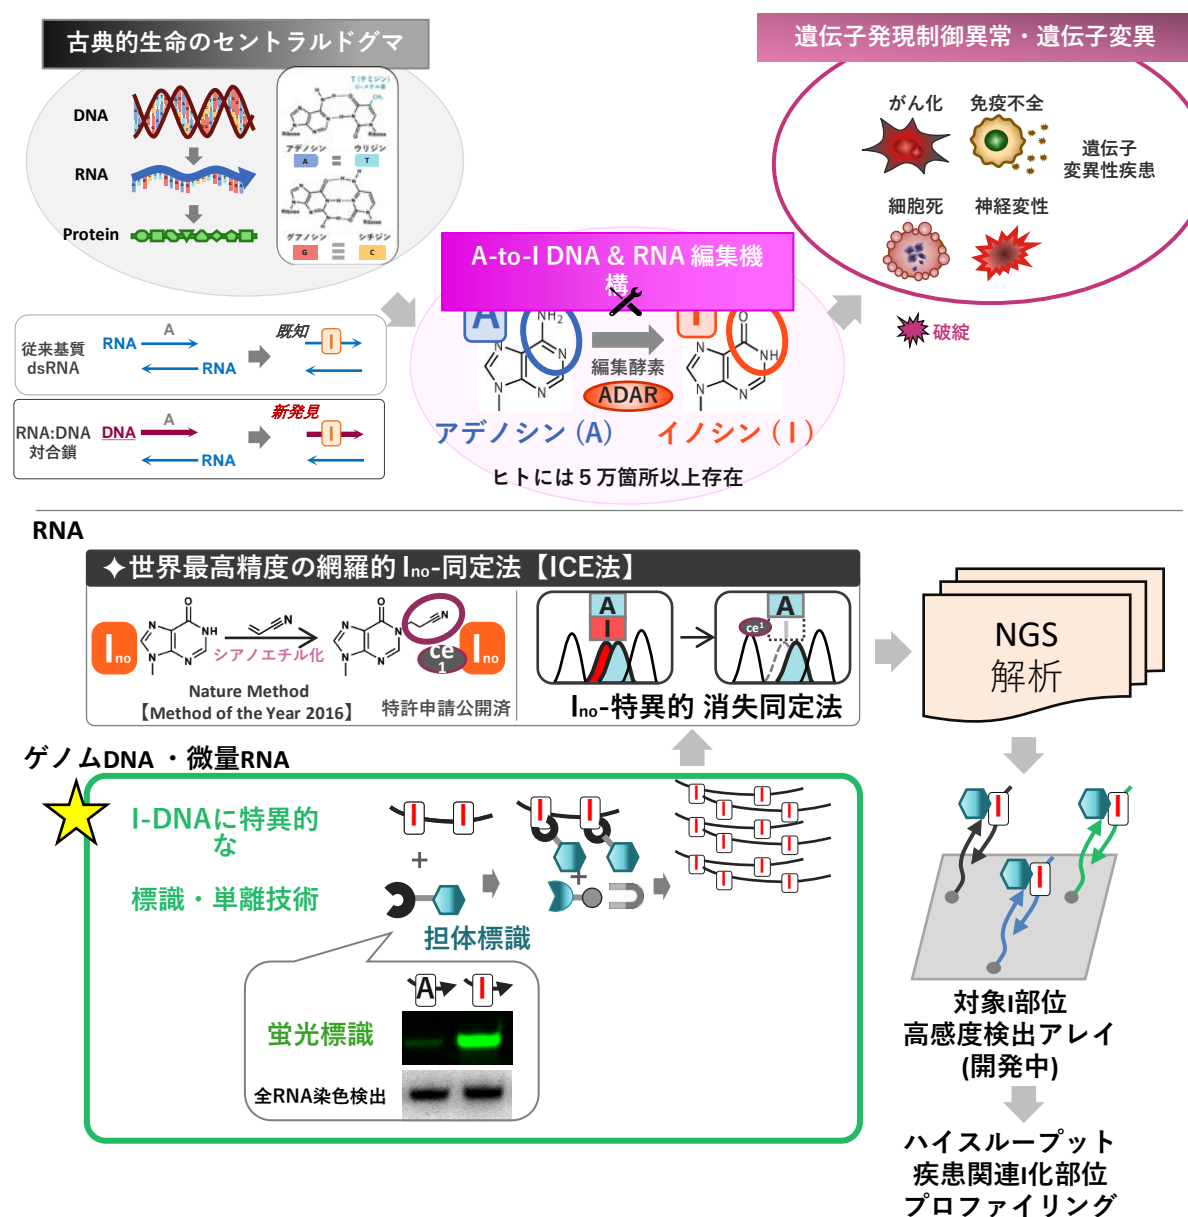 古典的生命のセントラルドグマ
DNA
RNA
Protein
T (チミジン)
CH₃
Ribose
Ribose
アデノシン
ウリジン
A
T
Ribose
Ribose
グアノシン
シチジン
G
C
遺伝子発現制御異常・遺伝子変異
がん化
免疫不全
遺伝子
変異性疾患
細胞死
神経変性
破綻
A-to-I DNA & RNA 編集機
構
A
NH₂
N
N
N
N
編集酵素
ADAR
I
O
N
NH
N
N
アデノシン (A)
イノシン ( I )
ヒトには５万箇所以上存在
従来基質
dsRNA
RNA
A
RNA
既知
I
RNA:DNA
対合鎖
DNA
A
RNA
新発見
I
RNA
✦世界最高精度の網羅的 Ino-同定法【ICE法】
Ino
O
N
NH
N
N
N
シアノエチル化
O
N
N
N
N
N
ce
1
Ino
Nature Method
【Method of the Year 2016】
特許申請公開済
A
I
ce¹
A
I
Ino-特異的 消失同定法
NGS
解析
ゲノムDNA ・微量RNA
I-DNAに特異的
な
標識・単離技術
I
I
+
I
I
+
担体標識
I
I
I
I
I
I
I
I
I
I
I
I
A
I
蛍光標識
全RNA染色検出
I
I
I
対象I部位
高感度検出アレイ
(開発中)
ハイスループット
疾患関連I化部位
プロファイリング